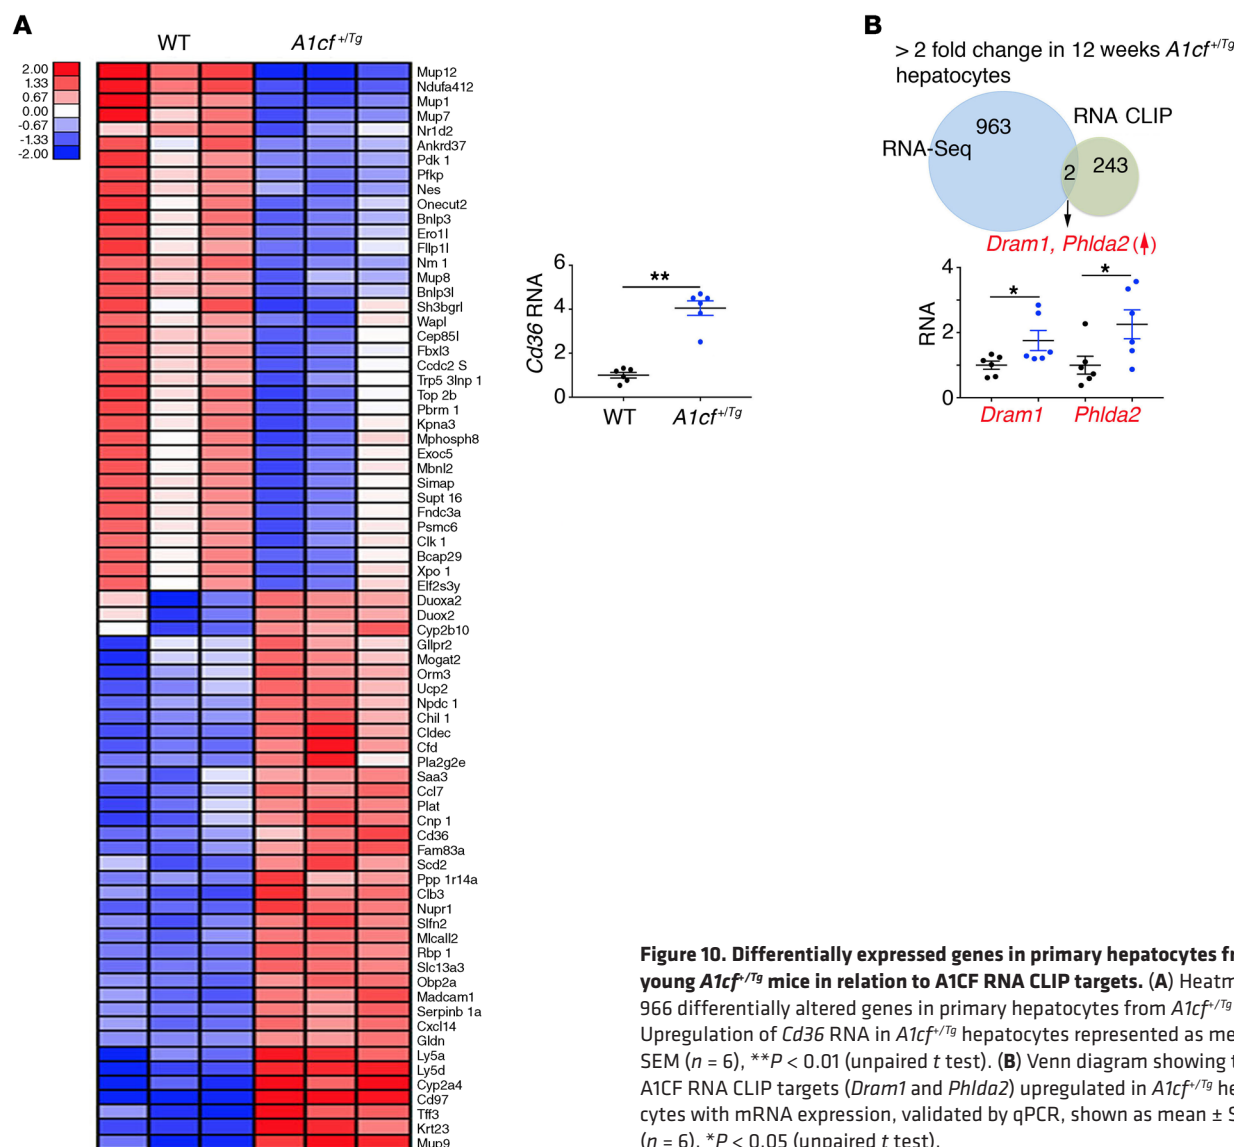 A
WT
A1cf +/Tg
2.00
1.33
0.67
0.00
-0.67
-1.33
-2.00
Mup12
Ndufa412
Mup1
Mup7
Nr1d2
Ankrd37
Pdk 1
Pfkp
Nes
Onecut2
Bnlp3
Ero1l
Fllp1l
Nm 1
Mup8
Bnlp3l
Sh3bgrl
Wapl
Cep85l
Fbxl3
Ccdc2 S
Trp5 3lnp 1
Top 2b
Pbrm 1
Kpna3
Mphosph8
Exoc5
Mbnl2
Simap
Supt 16
Fndc3a
Psmc6
Clk 1
Bcap29
Xpo 1
Elf2s3y
Duoxa2
Duox2
Cyp2b10
Gllpr2
Mogat2
Orm3
Ucp2
Npdc 1
Chil 1
Cldec
Cfd
Pla2g2e
Saa3
Ccl7
Plat
Cnp 1
Cd36
Fam83a
Scd2
Ppp 1r14a
Clb3
Nupr1
Slfn2
Mlcall2
Rbp 1
Slc13a3
Obp2a
Madcam1
Serpinb 1a
Cxcl14
Gldn
Ly5a
Ly5d
Cyp2a4
Cd97
Tff3
Krt23
Mup9
Cd36 RNA
6
4
2
0
**
WT
A1cf +/Tg
B
> 2 fold change in 12 weeks A1cf +/Tg
hepatocytes
963
RNA-Seq
RNA CLIP
2
243
Dram1, Phlda2 ( )
RNA
4
2
0
*
*
Dram1
Phlda2
Figure 10. Differentially expressed genes in primary hepatocytes fr
young A1cf+/Tg mice in relation to A1CF RNA CLIP targets. (A) Heatm
966 differentially altered genes in primary hepatocytes from A1cf+/Tg
Upregulation of Cd36 RNA in A1cf+/Tg hepatocytes represented as me
SEM (n = 6), **P < 0.01 (unpaired t test). (B) Venn diagram showing t
A1CF RNA CLIP targets (Dram1 and Phlda2) upregulated in A1cf+/Tg he
cytes with mRNA expression, validated by qPCR, shown as mean ± S
(n = 6). *P < 0.05 (unpaired t test).